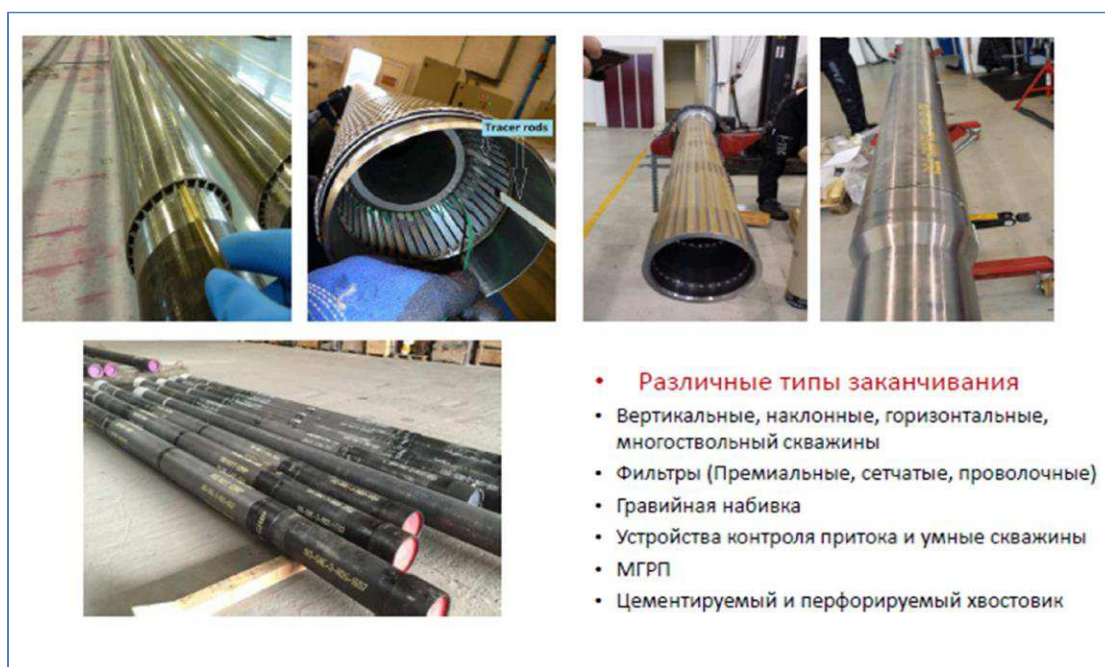 Tracer rods
• Различные типы заканчивания
• Вертикальные, наклонные, горизонтальные,
многоствольный скважины
• Фильтры (Премиальные, сетчатые, проволочные)
• Гравийная набивка
• Устройства контроля притока и умные скважины
• МГРП
• Цементируемый и перфорируемый хвостовик